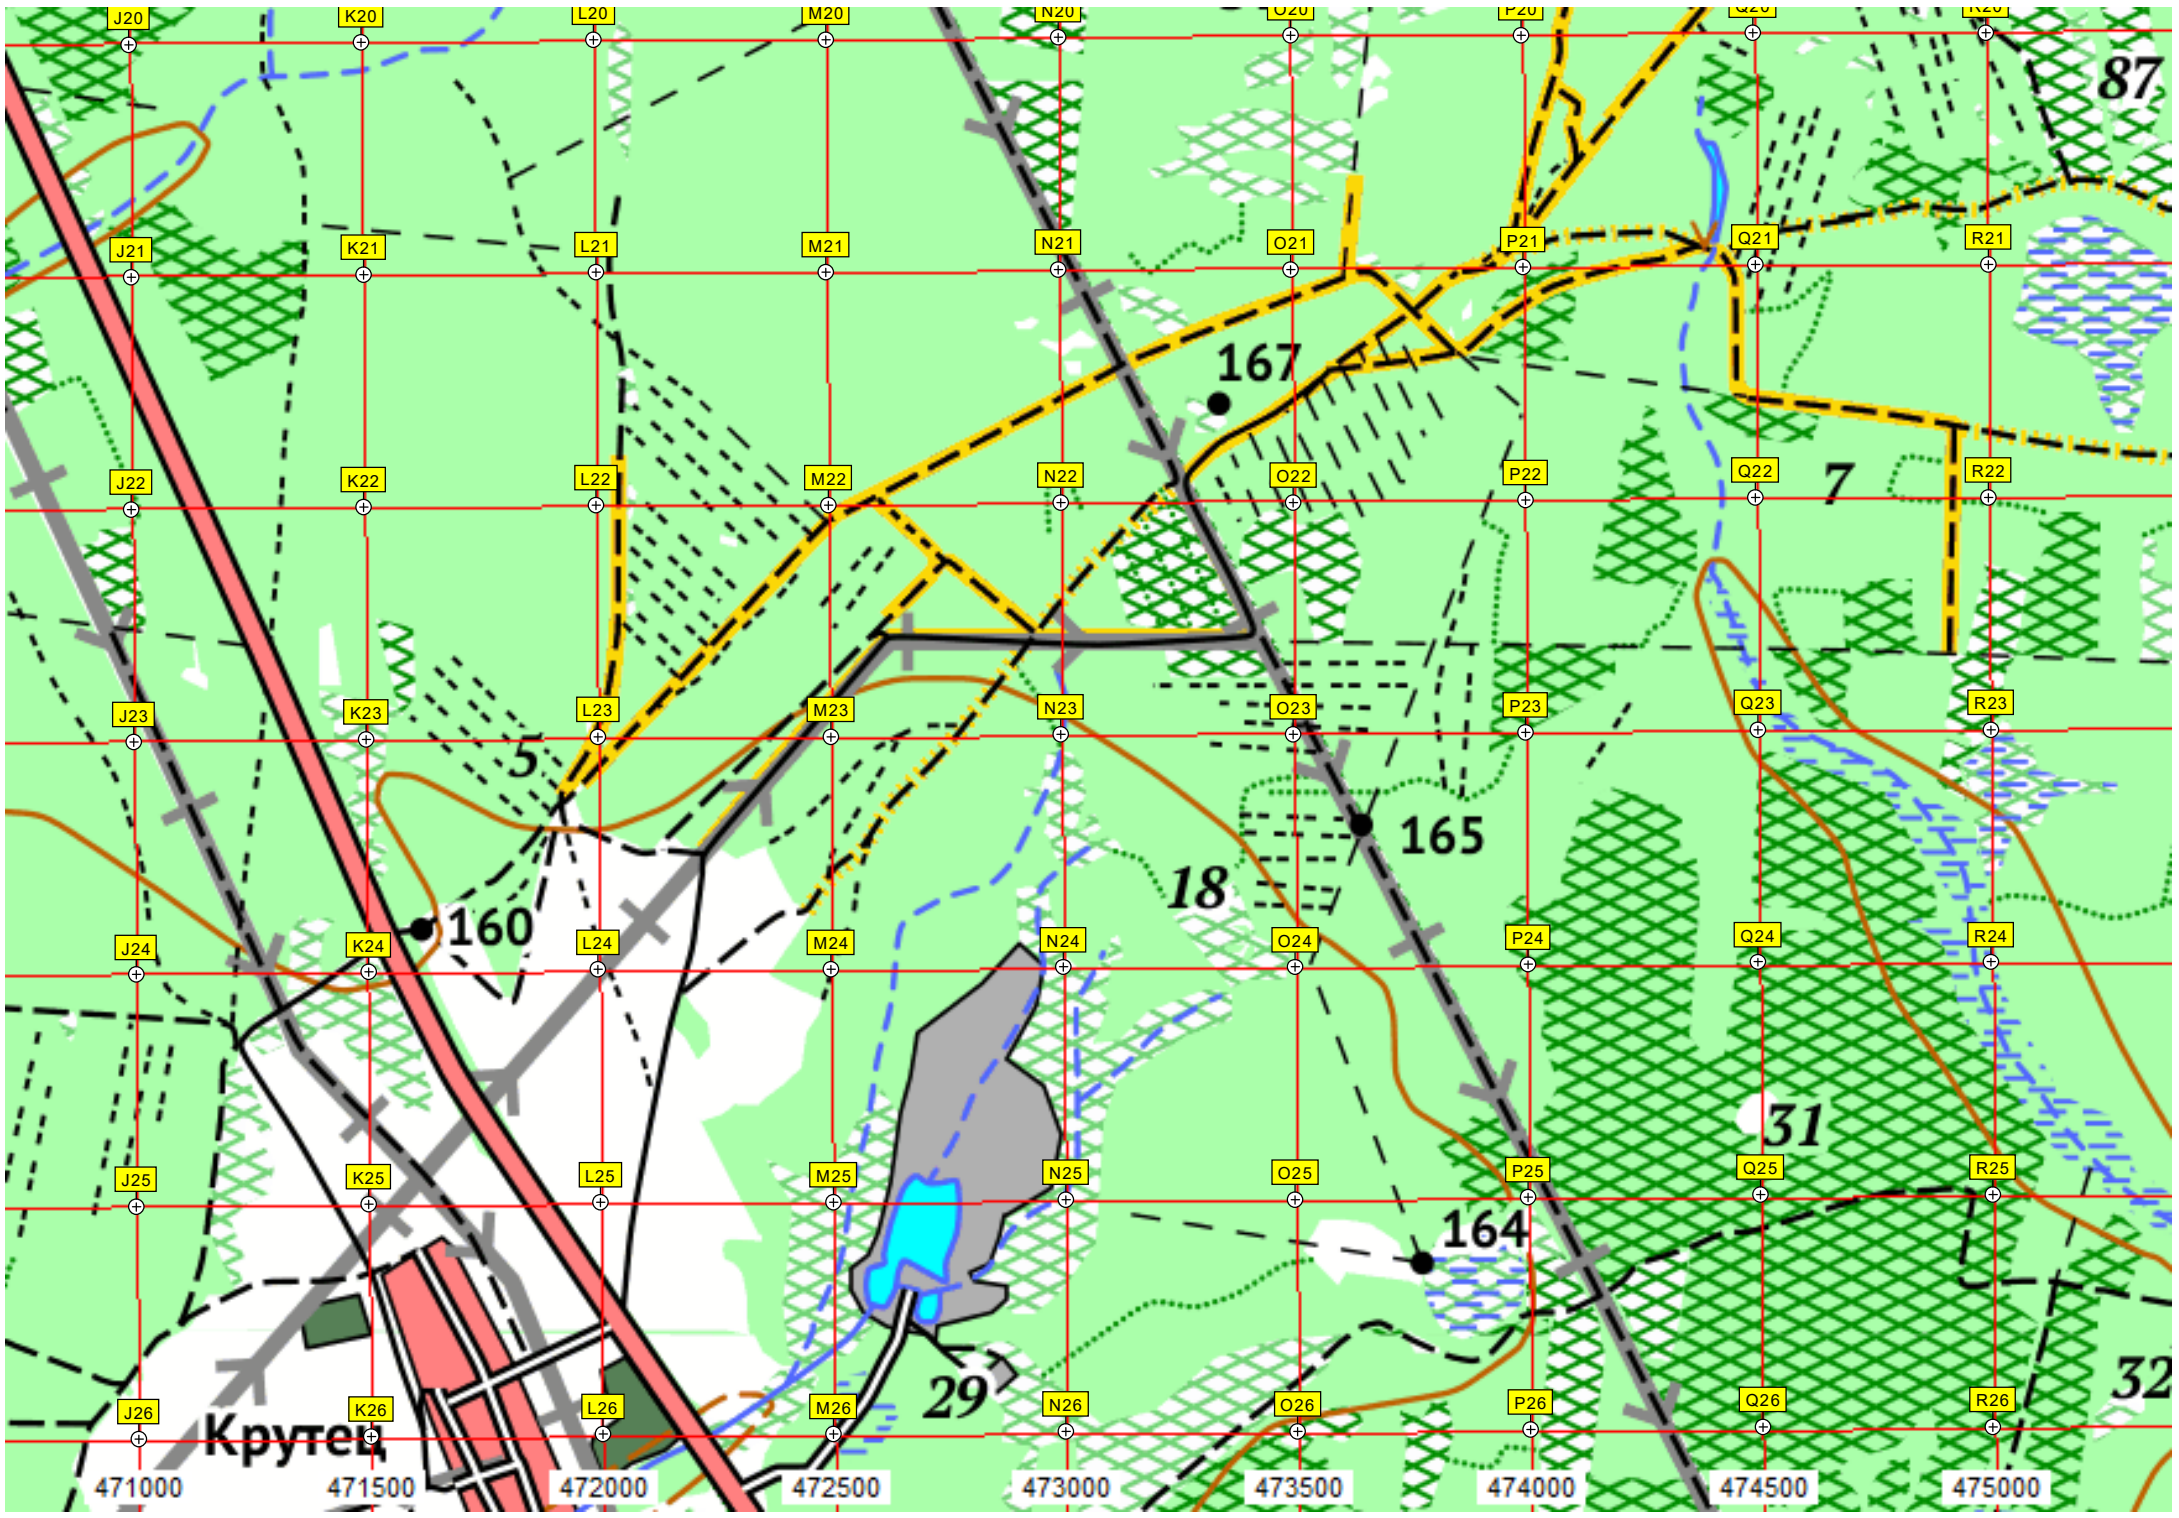 J20 K20 L20 M20 N20 O20 P20 Q20 R20
87
J21 K21 L21 M21 N21 O21 P21 Q21 R21
167
J22 K22 L22 M22 N22 O22 P22 Q22 R22
7
J23 K23 L23 M23 N23 O23 P23 Q23 R23
5
165
18
160
J24 K24 L24 M24 N24 O24 P24 Q24 R24
31
J25 K25 L25 M25 N25 O25 P25 Q25 R25
164
29
32
J26 K26 L26 M26 N26 O26 P26 Q26 R26
Крутец
471000 471500 472000 472500 473000 473500 474000 474500 475000